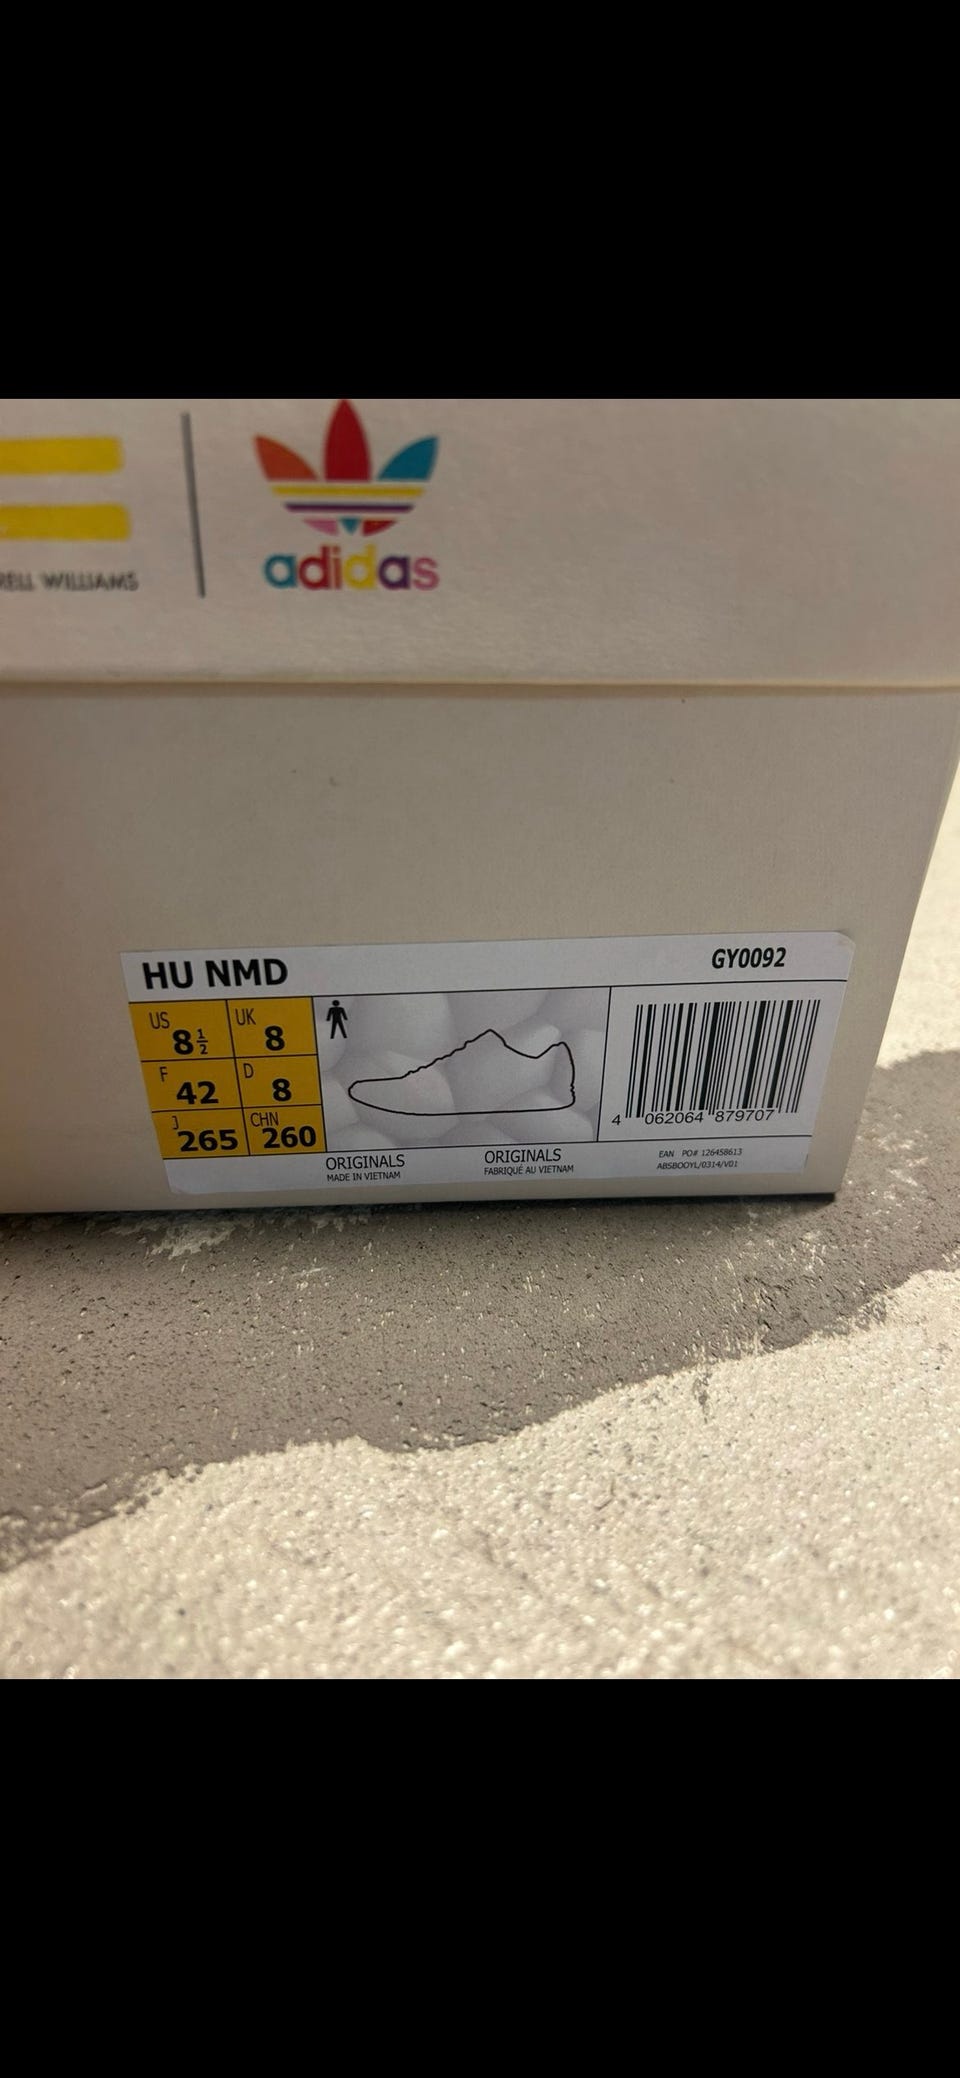 WILLIAMS
adidas
HU NMD
GY0092
US 8½ UK 8
F 42 D 8
J 265 CHN 260
4 062064 879707
ORIGINALS
MADE IN VIETNAM
ORIGINALS
FABRIQUÉ AU VIETNAM
EAN PO# 126458613
ABSBOOYL/0314/V01